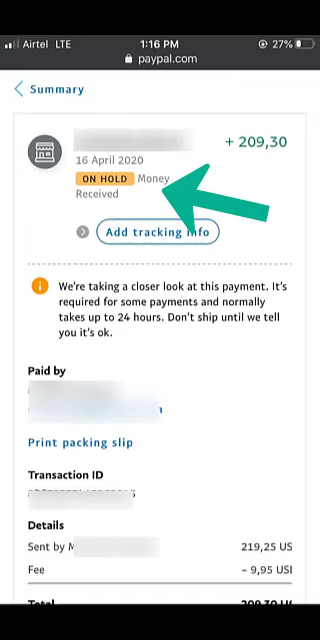 Airtel LTE 1:16 PM 27%
paypal.com
Summary
+ 209,30
16 April 2020
ON HOLD Money
Received
Add tracking info
We're taking a closer look at this payment. It's
required for some payments and normally
takes up to 24 hours. Don't ship until we tell
you it's ok.
Paid by
Print packing slip
Transaction ID
Details
Sent by M 219,25 US
Fee - 9,95 USI
Total 209,30 US